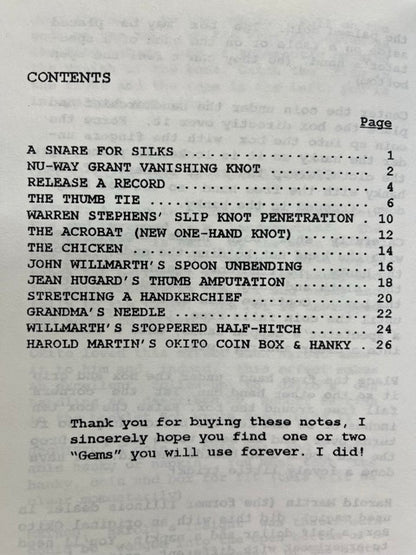 CONTENTS
Page
A SNARE FOR SILKS ........................ 1
NU-WAY GRANT VANISHING KNOT .............. 2
RELEASE A RECORD ......................... 4
THE THUMB TIE ............................ 6
WARREN STEPHENS' SLIP KNOT PENETRATION . 10
THE ACROBAT (NEW ONE-HAND KNOT) ......... 12
THE CHICKEN ............................. 14
JOHN WILLMARTH'S SPOON UNBENDING ........ 16
JEAN HUGARD'S THUMB AMPUTATION .......... 18
STRETCHING A HANDKERCHIEF ............... 20
GRANDMA'S NEEDLE ........................ 22
WILLMARTH'S STOPPERED HALF-HITCH ........ 24
HAROLD MARTIN'S OKITO COIN BOX & HANKY . 26
Thank you for buying these notes, I
sincerely hope you find one or two
"Gems" you will use forever. I did!